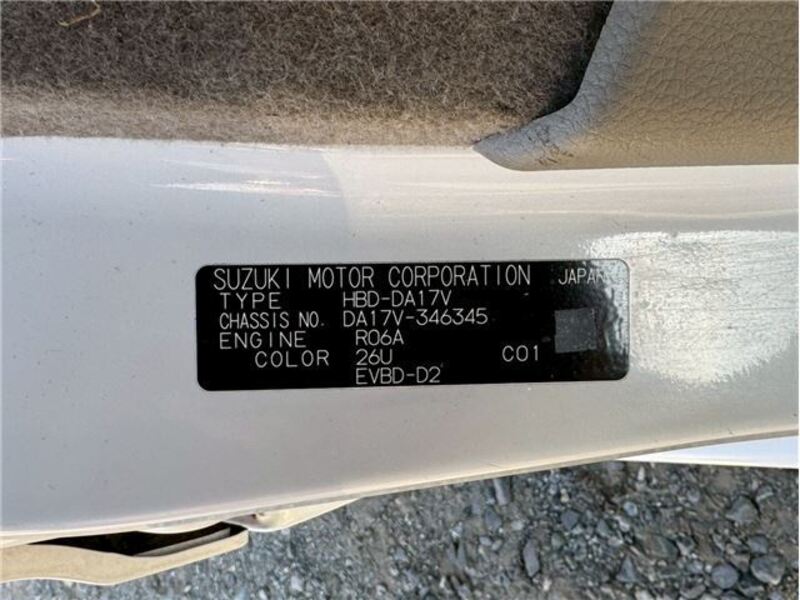 SUZUKI MOTOR CORPORATION JAPAN
TYPE HBD-DA17V
CHASSIS NO. DA17V-346345
ENGINE R06A
COLOR 26U C01
EVBD-D2